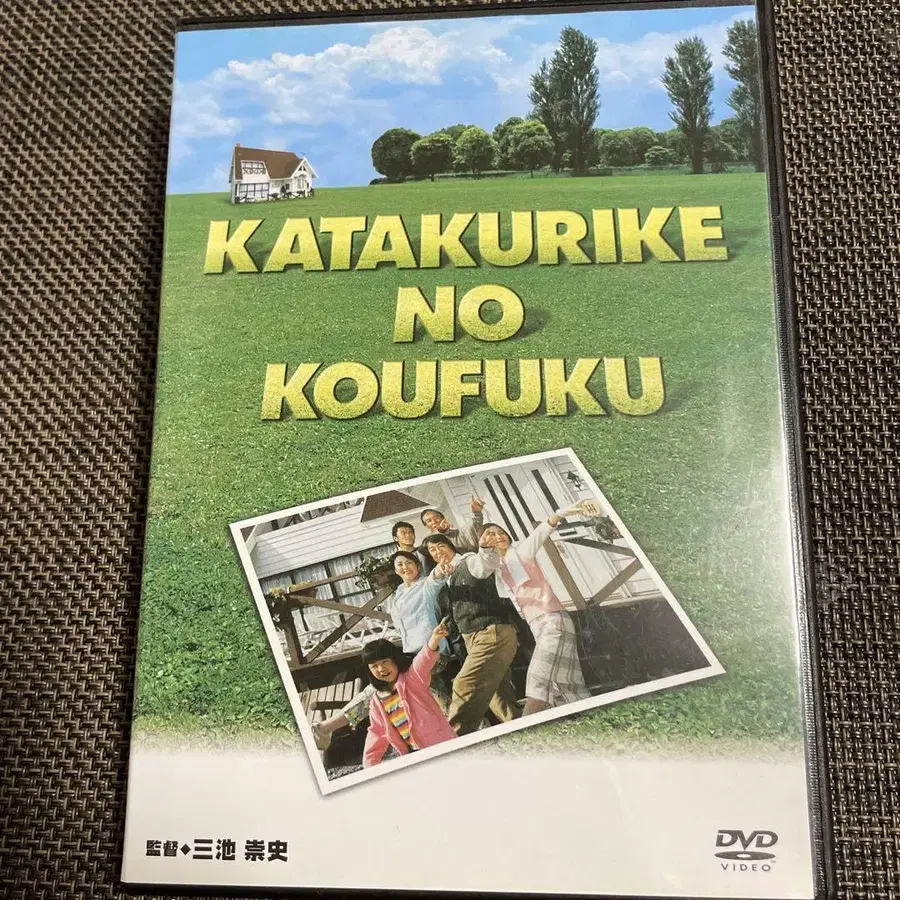 KATAKURIKE
NO
KOUFUKU
監督◆三池 崇史
DVD
VIDEO